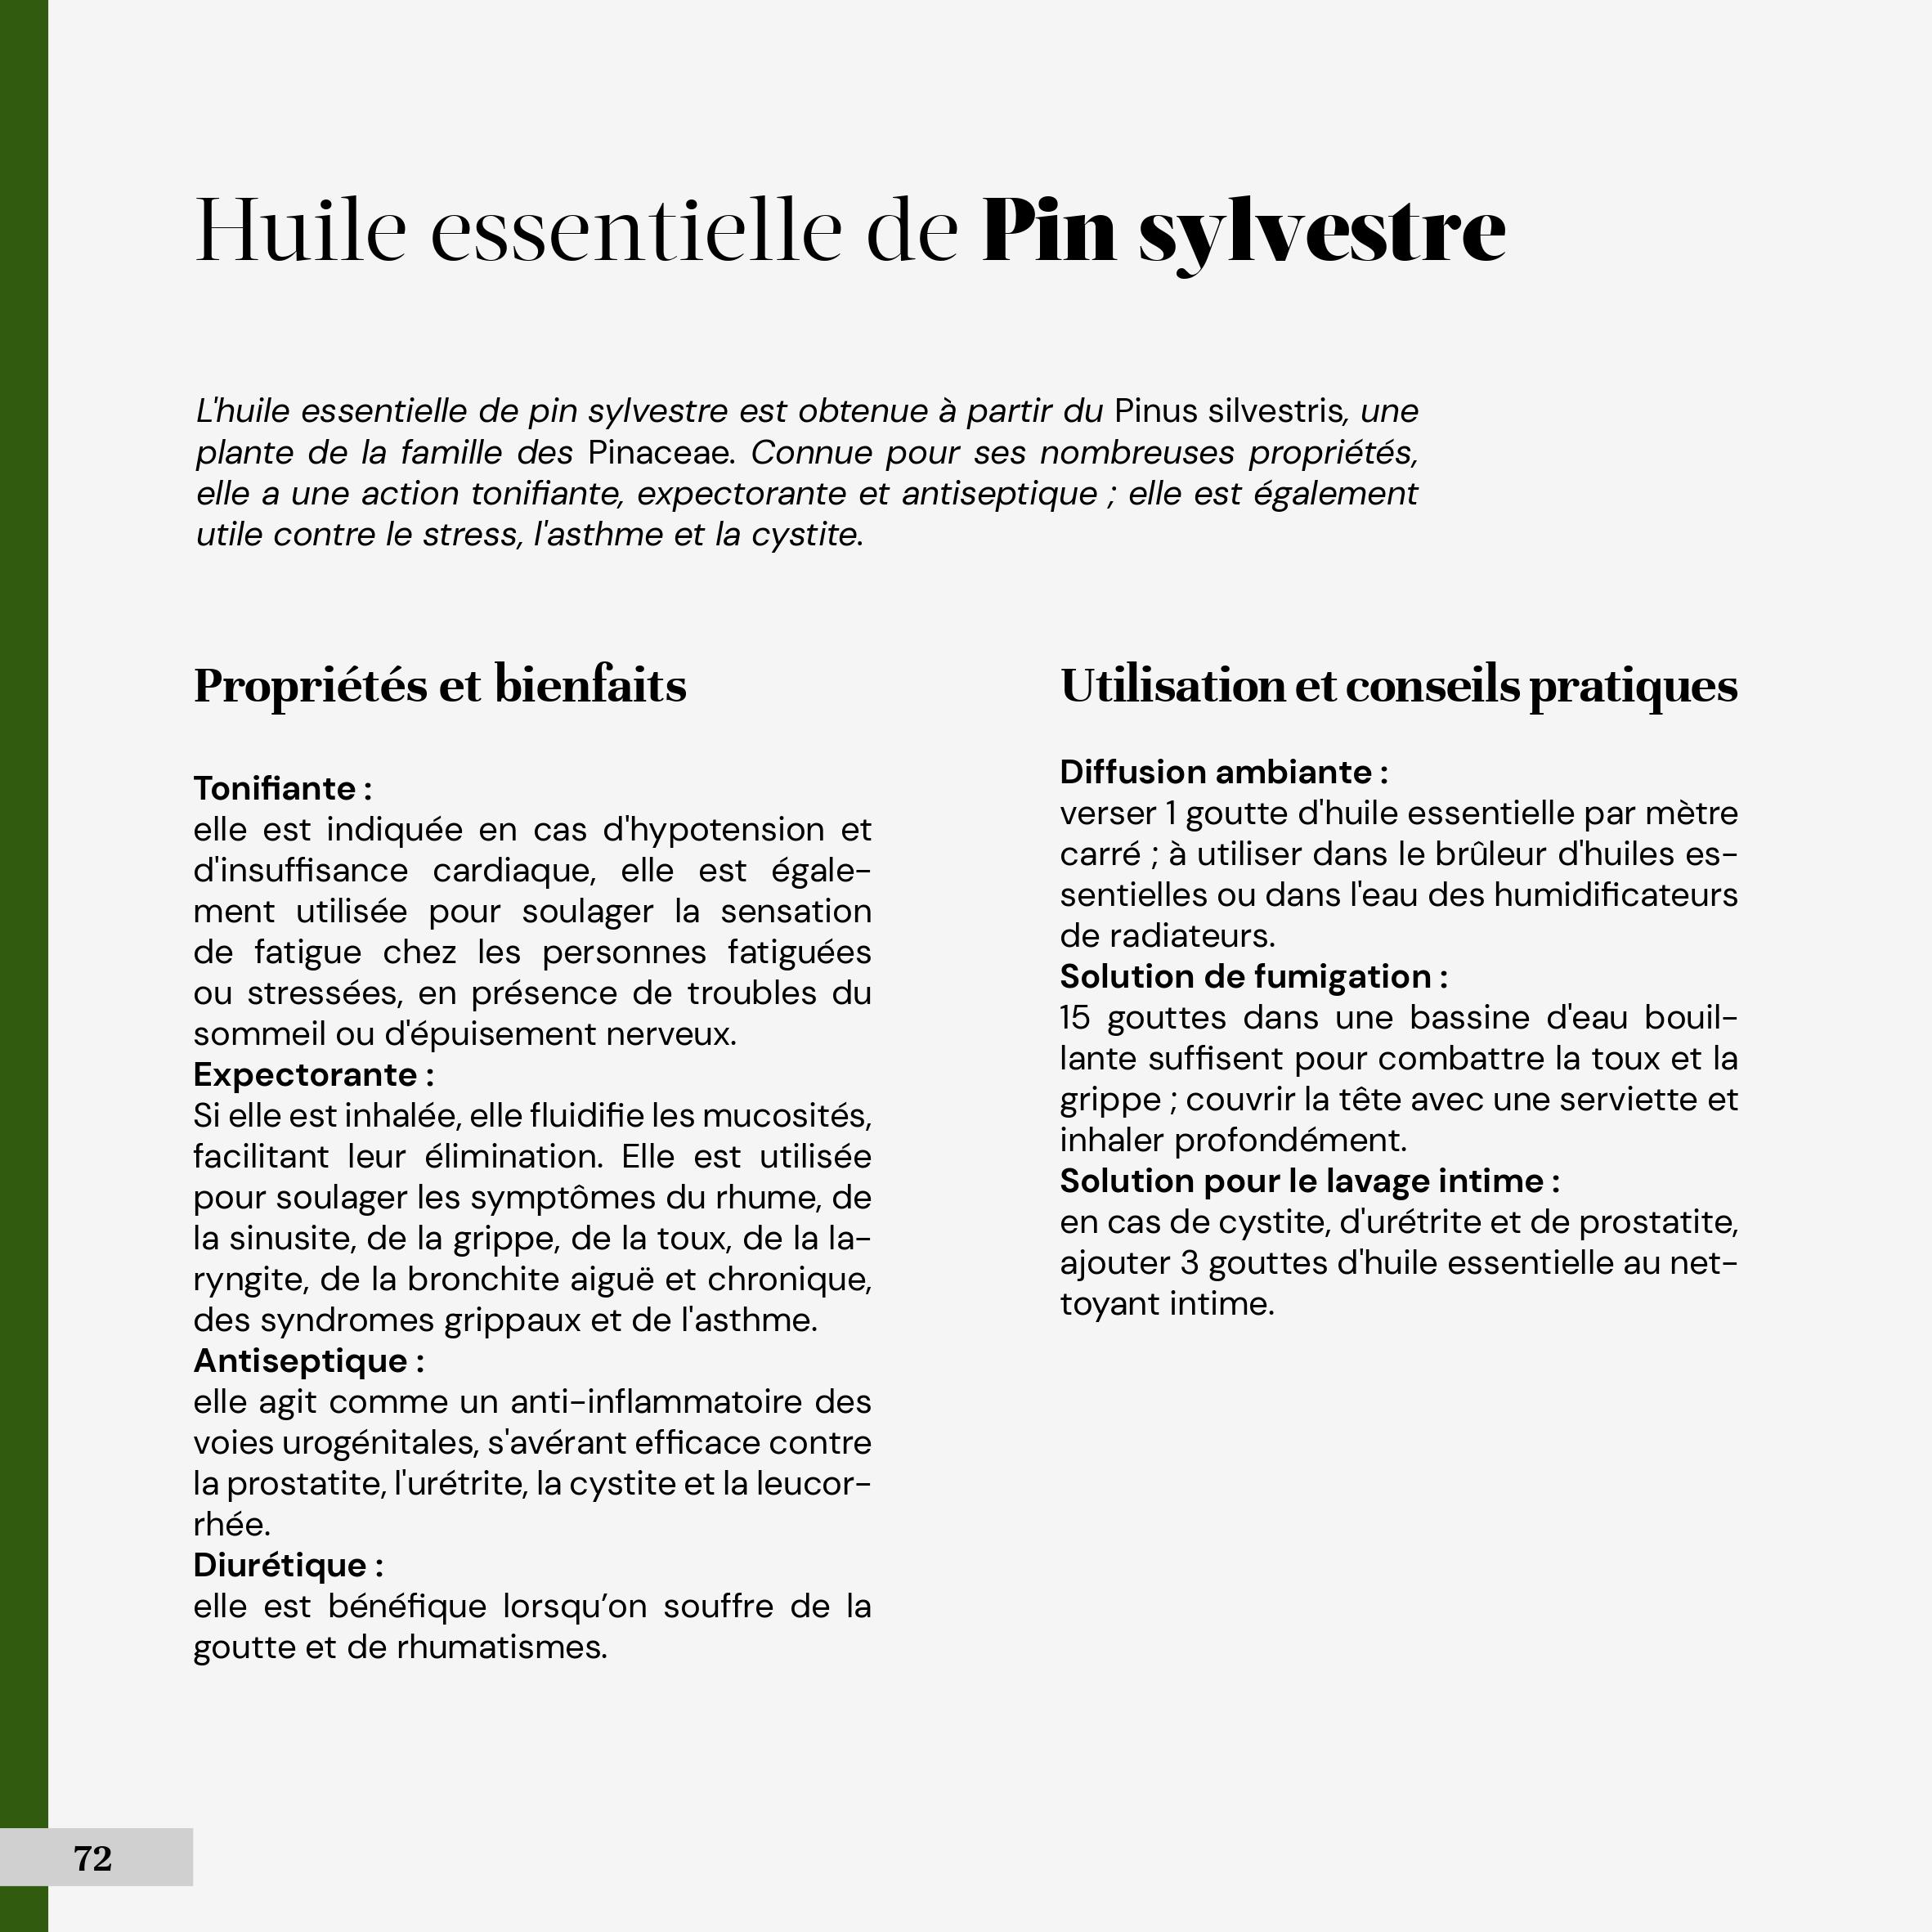 Huile essentielle de Pin sylvestre
L'huile essentielle de pin sylvestre est obtenue à partir du Pinus silvestris, une
plante de la famille des Pinaceae. Connue pour ses nombreuses propriétés,
elle a une action tonifiante, expectorante et antiseptique ; elle est également
utile contre le stress, l'asthme et la cystite.
Propriétés et bienfaits
Tonifiante :
elle est indiquée en cas d'hypotension et
d'insuffisance cardiaque, elle est égale-
ment utilisée pour soulager la sensation
de fatigue chez les personnes fatiguées
ou stressées, en présence de troubles du
sommeil ou d'épuisement nerveux.
Expectorante :
Si elle est inhalée, elle fluidifie les mucosités,
facilitant leur élimination. Elle est utilisée
pour soulager les symptômes du rhume, de
la sinusite, de la grippe, de la toux, de la la-
ryngite, de la bronchite aiguë et chronique,
des syndromes grippaux et de l'asthme.
Antiseptique :
elle agit comme un anti-inflammatoire des
voies urogénitales, s'avérant efficace contre
la prostatite, l'urétrite, la cystite et la leucor-
rhée.
Diurétique :
elle est bénéfique lorsqu’on souffre de la
goutte et de rhumatismes.
Utilisation et conseils pratiques
Diffusion ambiante :
verser 1 goutte d'huile essentielle par mètre
carré ; à utiliser dans le brûleur d'huiles es-
sentielles ou dans l'eau des humidificateurs
de radiateurs.
Solution de fumigation :
15 gouttes dans une bassine d'eau bouil-
lante suffisent pour combattre la toux et la
grippe ; couvrir la tête avec une serviette et
inhaler profondément.
Solution pour le lavage intime :
en cas de cystite, d'urétrite et de prostatite,
ajouter 3 gouttes d'huile essentielle au net-
toyant intime.
72